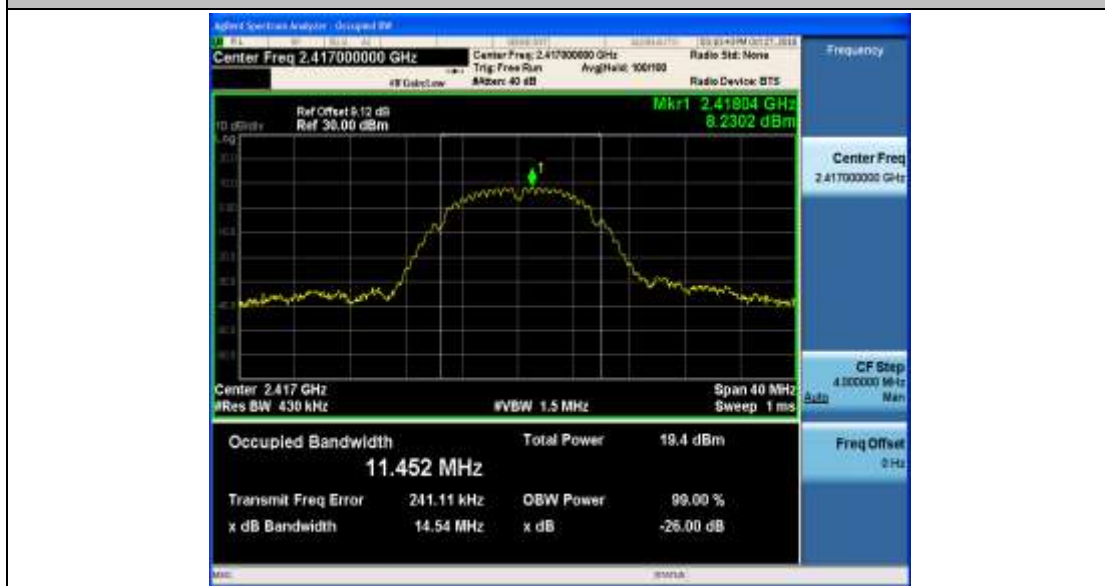 Agilent Spectrum Analyzer - Occupied BW
Center Freq 2.417000000 GHz
Center Freq: 2.417000000 GHz
Radio Std: None
Frequency
Trig: Free Run
Avg|Hold: 100/100
#IFGain:Low
#Atten: 40 dB
Radio Device: BTS
Ref Offset 9.12 dB
Mkr1 2.41804 GHz
10 dB/div
Ref 30.00 dBm
8.2302 dBm
Log
1
Center Freq
2.417000000 GHz
Center 2.417 GHz
Span 40 MHz
#Res BW 430 kHz
#VBW 1.5 MHz
Sweep 1 ms
CF Step
4.000000 MHz
Auto
Man
Occupied Bandwidth
Total Power
19.4 dBm
11.452 MHz
Freq Offset
0 Hz
Transmit Freq Error
241.11 kHz
OBW Power
99.00 %
x dB Bandwidth
14.54 MHz
x dB
-26.00 dB
MSG
STATUS